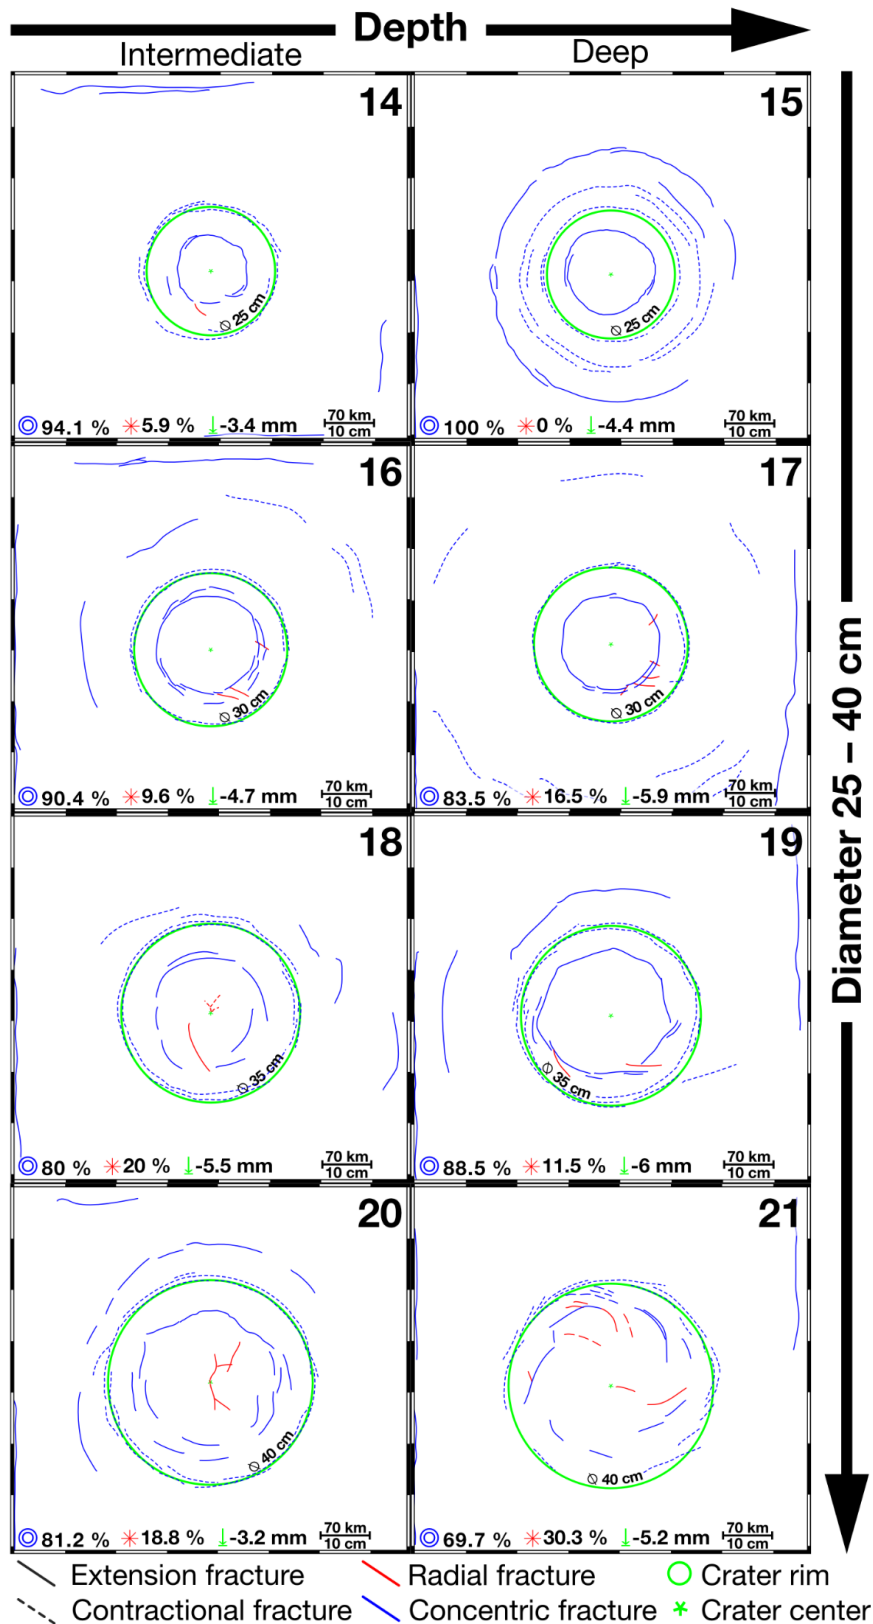 Depth
Intermediate Deep
14 15
⌀ 25 cm ⌀ 25 cm
94.1 % 5.9 % -3.4 mm 70 km 100 % 0 % -4.4 mm 70 km
10 cm 10 cm
16 17
⌀ 30 cm ⌀ 30 cm
90.4 % 9.6 % -4.7 mm 70 km 83.5 % 16.5 % -5.9 mm 70 km
10 cm 10 cm
18 19
⌀ 35 cm ⌀ 35 cm
80 % 20 % -5.5 mm 70 km 88.5 % 11.5 % -6 mm 70 km
10 cm 10 cm
20 21
⌀ 40 cm ⌀ 40 cm
81.2 % 18.8 % -3.2 mm 70 km 69.7 % 30.3 % -5.2 mm 70 km
10 cm 10 cm
Diameter 25 – 40 cm
Extension fracture Radial fracture Crater rim
Contractional fracture Concentric fracture Crater center